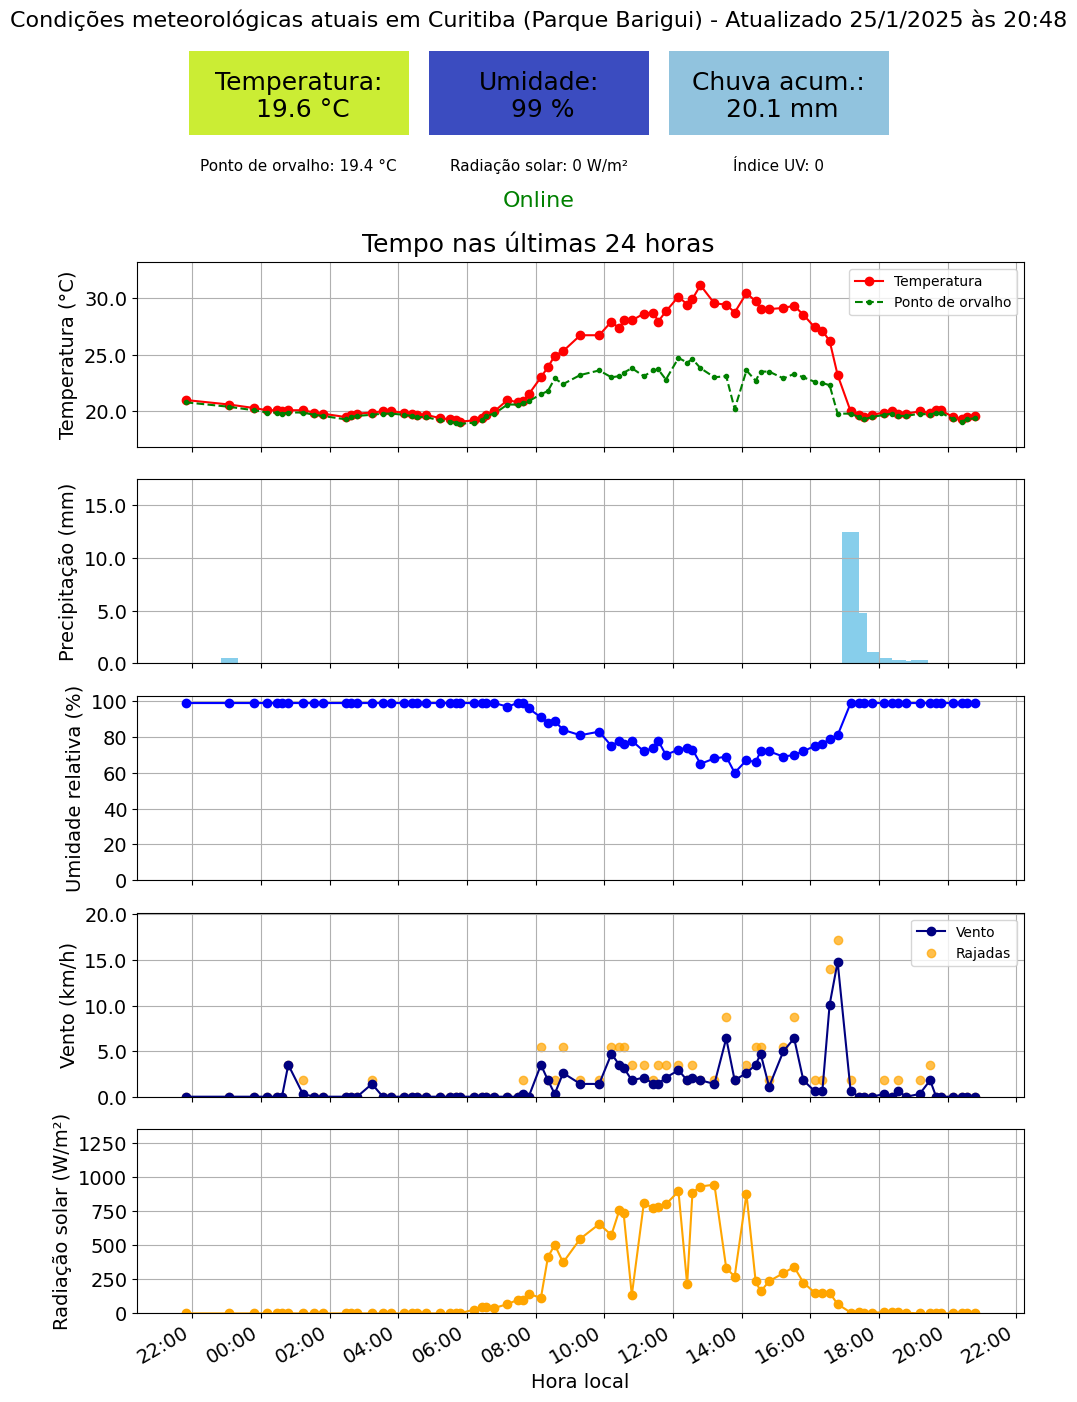 Condições meteorológicas atuais em Curitiba (Parque Barigui) - Atualizado 25/1/2025 às 20:48
Temperatura:
19.6 °C
Umidade:
99 %
Chuva acum.:
20.1 mm
Ponto de orvalho: 19.4 °C
Radiação solar: 0 W/m²
Índice UV: 0
Online
Tempo nas últimas 24 horas
Temperatura (°C)
30.0
25.0
20.0
Temperatura
Ponto de orvalho
Precipitação (mm)
15.0
10.0
5.0
0.0
Umidade relativa (%)
100
80
60
40
20
0
Vento (km/h)
20.0
15.0
10.0
5.0
0.0
Vento
Rajadas
Radiação solar (W/m²)
1250
1000
750
500
250
0
22:00 00:00 02:00 04:00 06:00 08:00 10:00 12:00 14:00 16:00 18:00 20:00 22:00
Hora local